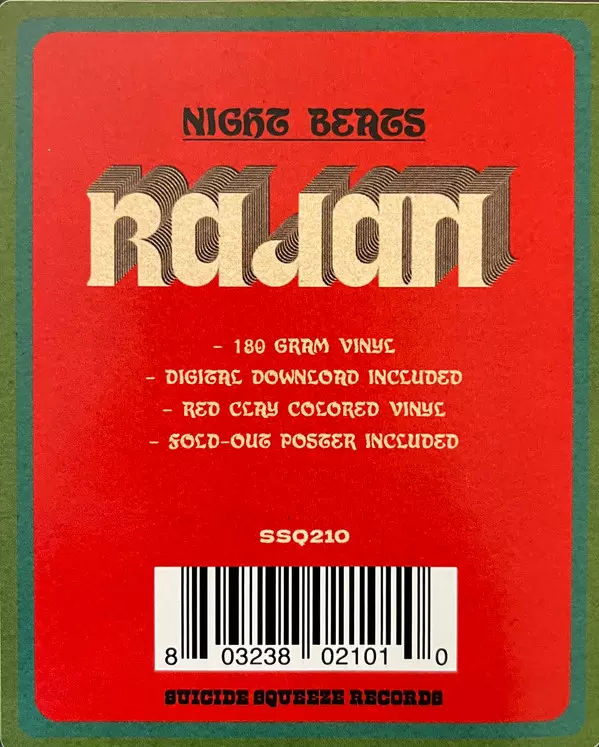 NIGHT BEATS
RAJAN
- 180 GRAM VINYL
- DIGITAL DOWNLOAD INCLUDED
- RED CLAY COLORED VINYL
- FOLD-OUT POSTER INCLUDED
SSQ210
8 03238 02101 0
SUICIDE SQUEEZE RECORDS